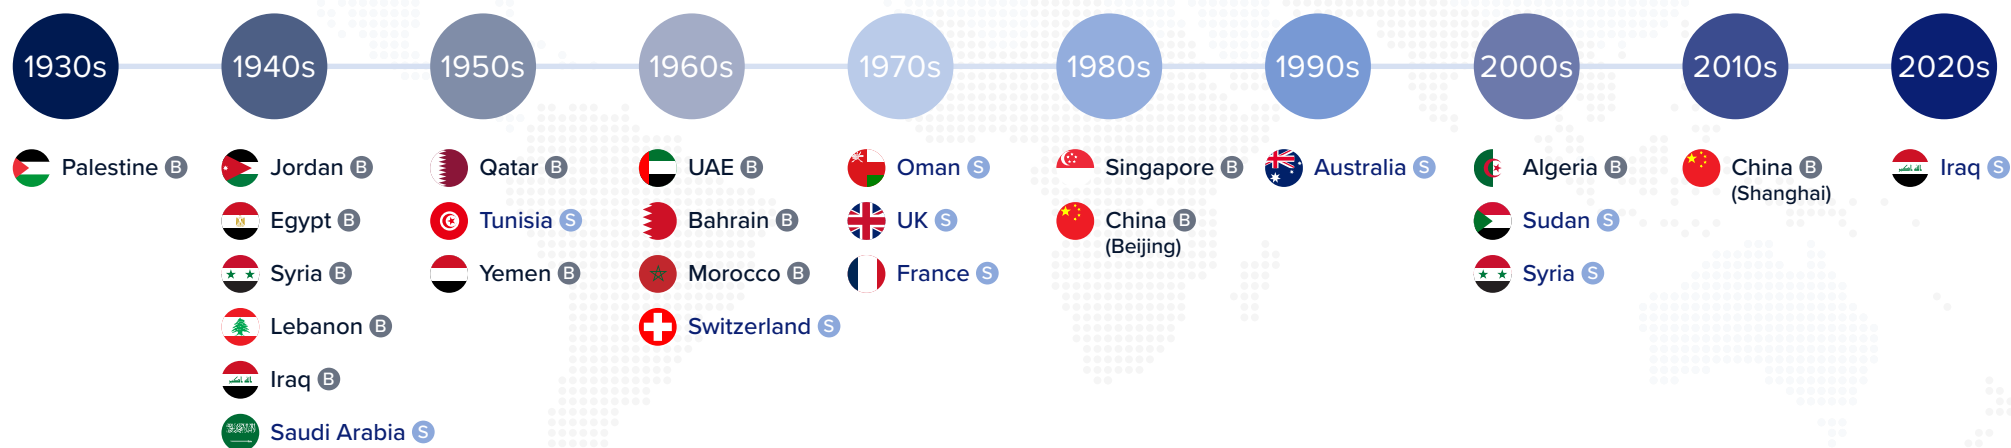 1930s
1940s
1950s
1960s
1970s
1980s
1990s
2000s
2010s
2020s
Palestine B
Jordan B
Egypt B
Syria B
Lebanon B
Iraq B
Saudi Arabia S
Qatar B
Tunisia S
Yemen B
UAE B
Bahrain B
Morocco B
Switzerland S
Oman S
UK S
France S
Singapore B
China B
(Beijing)
Australia S
Algeria B
Sudan S
Syria S
China B
(Shanghai)
Iraq S